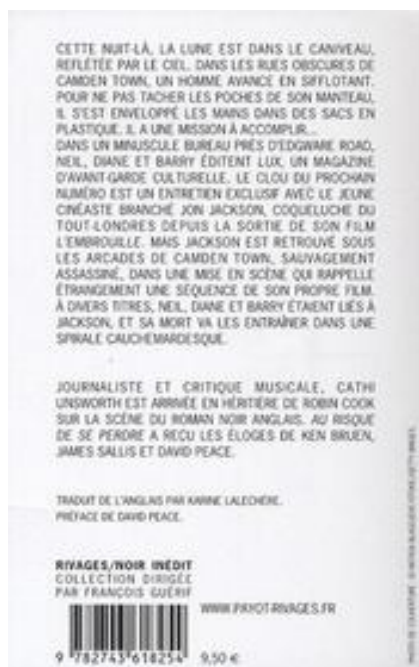 CETTE NUIT-LÀ, LA LUNE EST DANS LE CANIVEAU,
REFLÉTÉE PAR LE CIEL. DANS LES RUES OBSCURES DE
CAMDEN TOWN, UN HOMME AVANCE EN SIFFLOTANT.
POUR NE PAS TACHER LES POCHES DE SON MANTEAU,
IL S'EST ENVELOPPÉ LES MAINS DANS DES SACS EN
PLASTIQUE. IL A UNE MISSION À ACCOMPLIR...
DANS UN MINUSCULE BUREAU PRÈS D'EDGWARE ROAD,
NEIL, DIANE ET BARRY ÉDITENT LUX, UN MAGAZINE
D'AVANT-GARDE CULTURELLE. LE CLOU DU PROCHAIN
NUMÉRO EST UN ENTRETIEN EXCLUSIF AVEC LE JEUNE
CINÉASTE BRANCHÉ JON JACKSON, COQUELUCHE DU
TOUT-LONDRES DEPUIS LA SORTIE DE SON FILM
L'EMBROUILLE. MAIS JACKSON EST RETROUVÉ SOUS
LES ARCADES DE CAMDEN TOWN, SAUVAGEMENT
ASSASSINÉ, DANS UNE MISE EN SCÈNE QUI RAPPELLE
ÉTRANGEMENT UNE SÉQUENCE DE SON PROPRE FILM.
À DIVERS TITRES, NEIL, DIANE ET BARRY ÉTAIENT LIÉS À
JACKSON, ET SA MORT VA LES ENTRAÎNER DANS UNE
SPIRALE CAUCHEMARDESQUE.
JOURNALISTE ET CRITIQUE MUSICALE, CATHI
UNSWORTH EST ARRIVÉE EN HÉRITIÈRE DE ROBIN COOK
SUR LA SCÈNE DU ROMAN NOIR ANGLAIS. AU RISQUE
DE SE PERDRE A REÇU LES ÉLOGES DE KEN BRUEN,
JAMES SALLIS ET DAVID PEACE.
TRADUIT DE L'ANGLAIS PAR KARINE LALECHÈRE.
PRÉFACE DE DAVID PEACE.
RIVAGES/NOIR INÉDIT
COLLECTION DIRIGÉE
PAR FRANÇOIS GUÉRIF
WWW.PAYOT-RIVAGES.FR
9 782743 618254 9,50 €